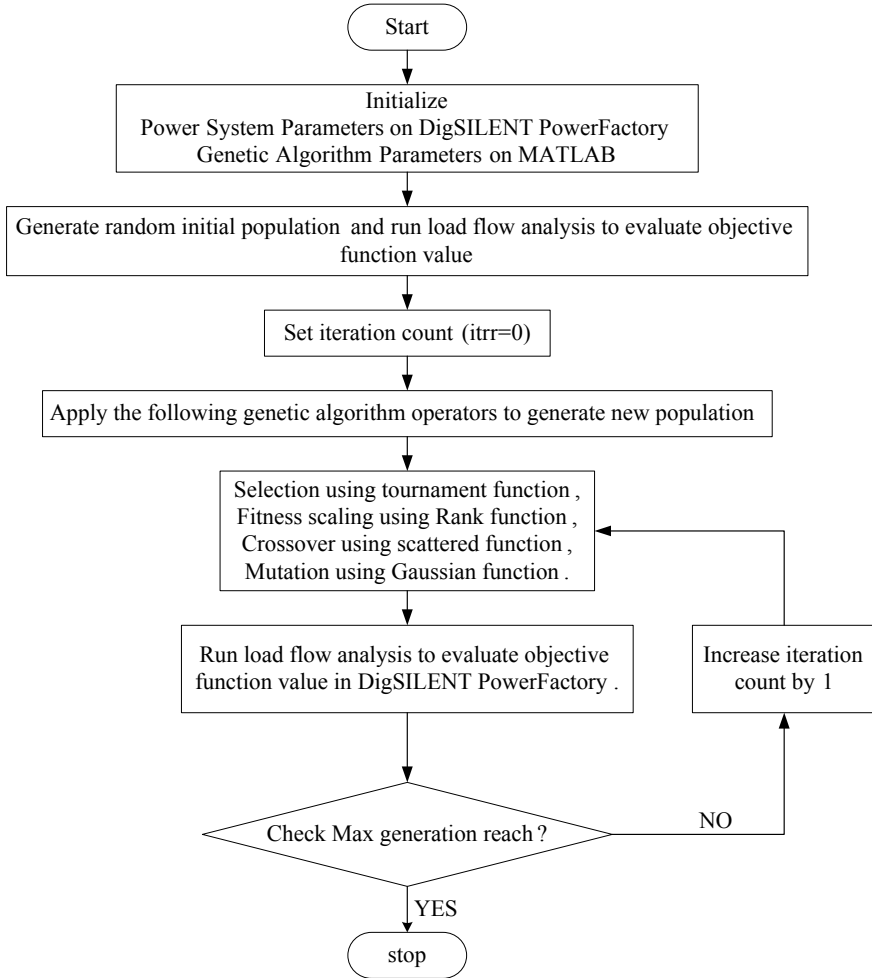 Start
Initialize
Power System Parameters on DigSILENT PowerFactory
Genetic Algorithm Parameters on MATLAB
Generate random initial population and run load flow analysis to evaluate objective
function value
Set iteration count (itrr=0)
Apply the following genetic algorithm operators to generate new population
Selection using tournament function ,
Fitness scaling using Rank function ,
Crossover using scattered function ,
Mutation using Gaussian function .
Run load flow analysis to evaluate objective
function value in DigSILENT PowerFactory .
Increase iteration
count by 1
Check Max generation reach ?
NO
YES
stop